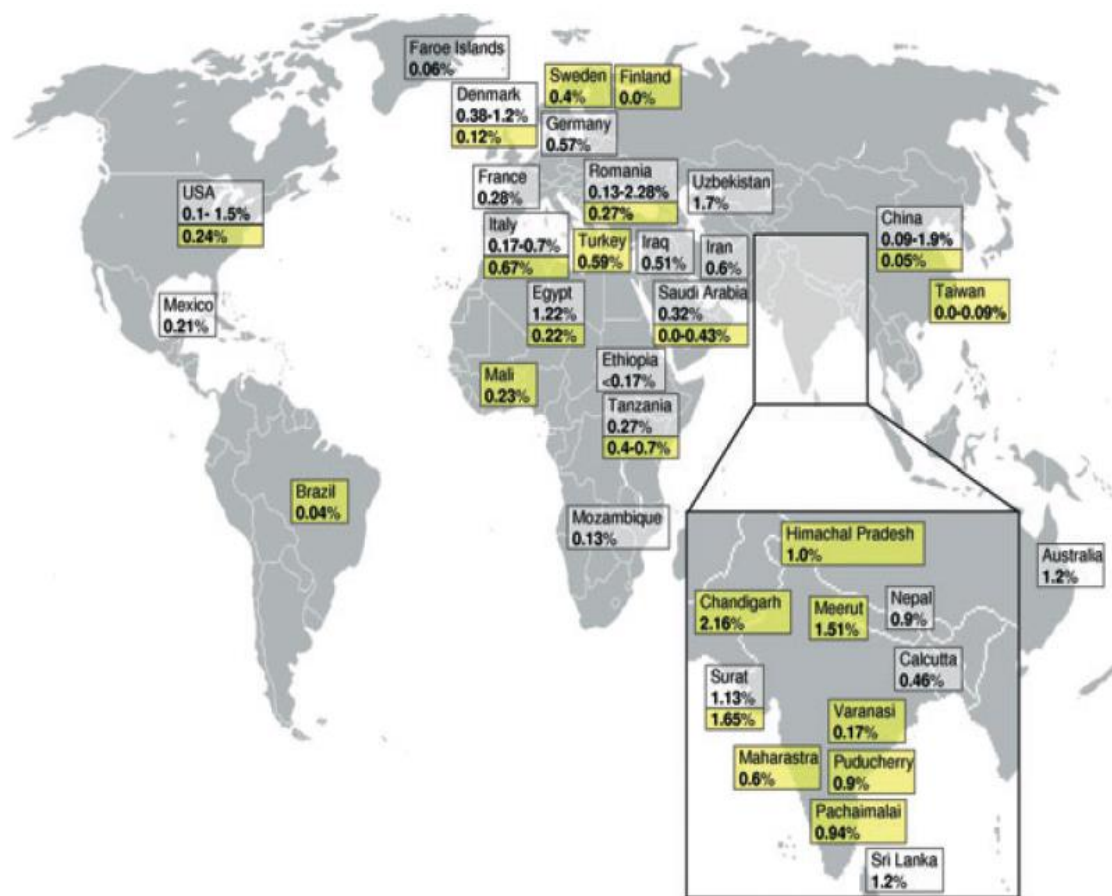 Faroe Islands
0.06%
Sweden
0.4%
Finland
0.0%
Denmark
0.38-1.2%
0.12%
Germany
0.57%
France
0.28%
Romania
0.13-2.28%
0.27%
Uzbekistan
1.7%
USA
0.1- 1.5%
0.24%
Italy
0.17-0.7%
0.67%
Turkey
0.59%
Iraq
0.51%
Iran
0.6%
China
0.09-1.9%
0.05%
Taiwan
0.0-0.09%
Mexico
0.21%
Egypt
1.22%
0.22%
Saudi Arabia
0.32%
0.0-0.43%
Mali
0.23%
Ethiopia
<0.17%
Tanzania
0.27%
0.4-0.7%
Brazil
0.04%
Mozambique
0.13%
Himachal Pradesh
1.0%
Australia
1.2%
Chandigarh
2.16%
Meerut
1.51%
Nepal
0.9%
Calcutta
0.46%
Surat
1.13%
1.65%
Varanasi
0.17%
Maharastra
0.6%
Puducherry
0.9%
Pachaimalai
0.94%
Sri Lanka
1.2%